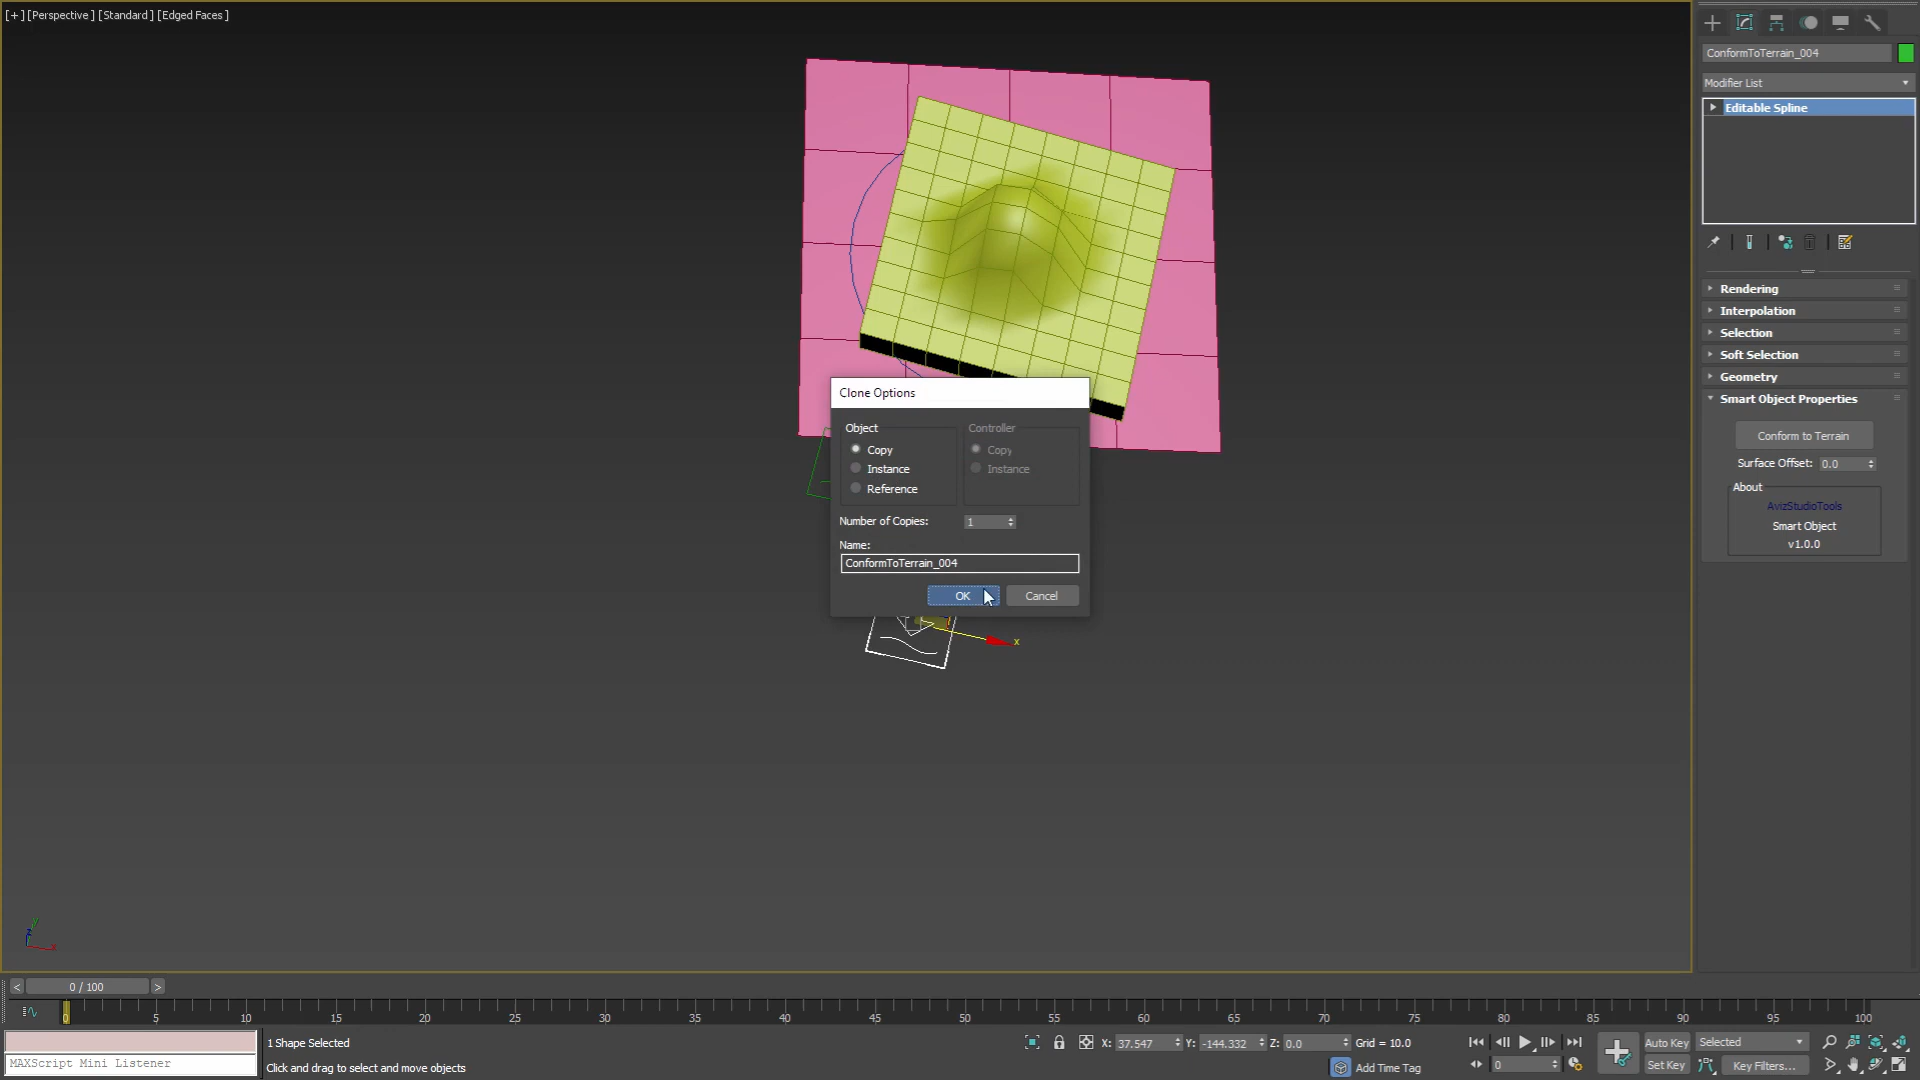 [+] [Perspective ] [Standard ] [Edged Faces ]
ConformToTerrain_004
Modifier List
Editable Spline
Rendering
Interpolation
Selection
Soft Selection
Geometry
Smart Object Properties
Conform to Terrain
Surface Offset: 0.0
About
AvizStudioTools
Smart Object
v1.0.0
Clone Options
Object
Copy
Instance
Reference
Controller
Copy
Instance
Number of Copies: 1
Name:
ConformToTerrain_004
OK Cancel
x
y
z
x
< 0 / 100 >
0 5 10 15 20 25 30 35 40 45 50 55 60 65 70 75 80 85 90 95 100
MAXScript Mini Listener
1 Shape Selected
Click and drag to select and move objects
X: 37.547 Y: -144.332 Z: 0.0 Grid = 10.0
Add Time Tag
0
Auto Key Selected
Set Key Key Filters...